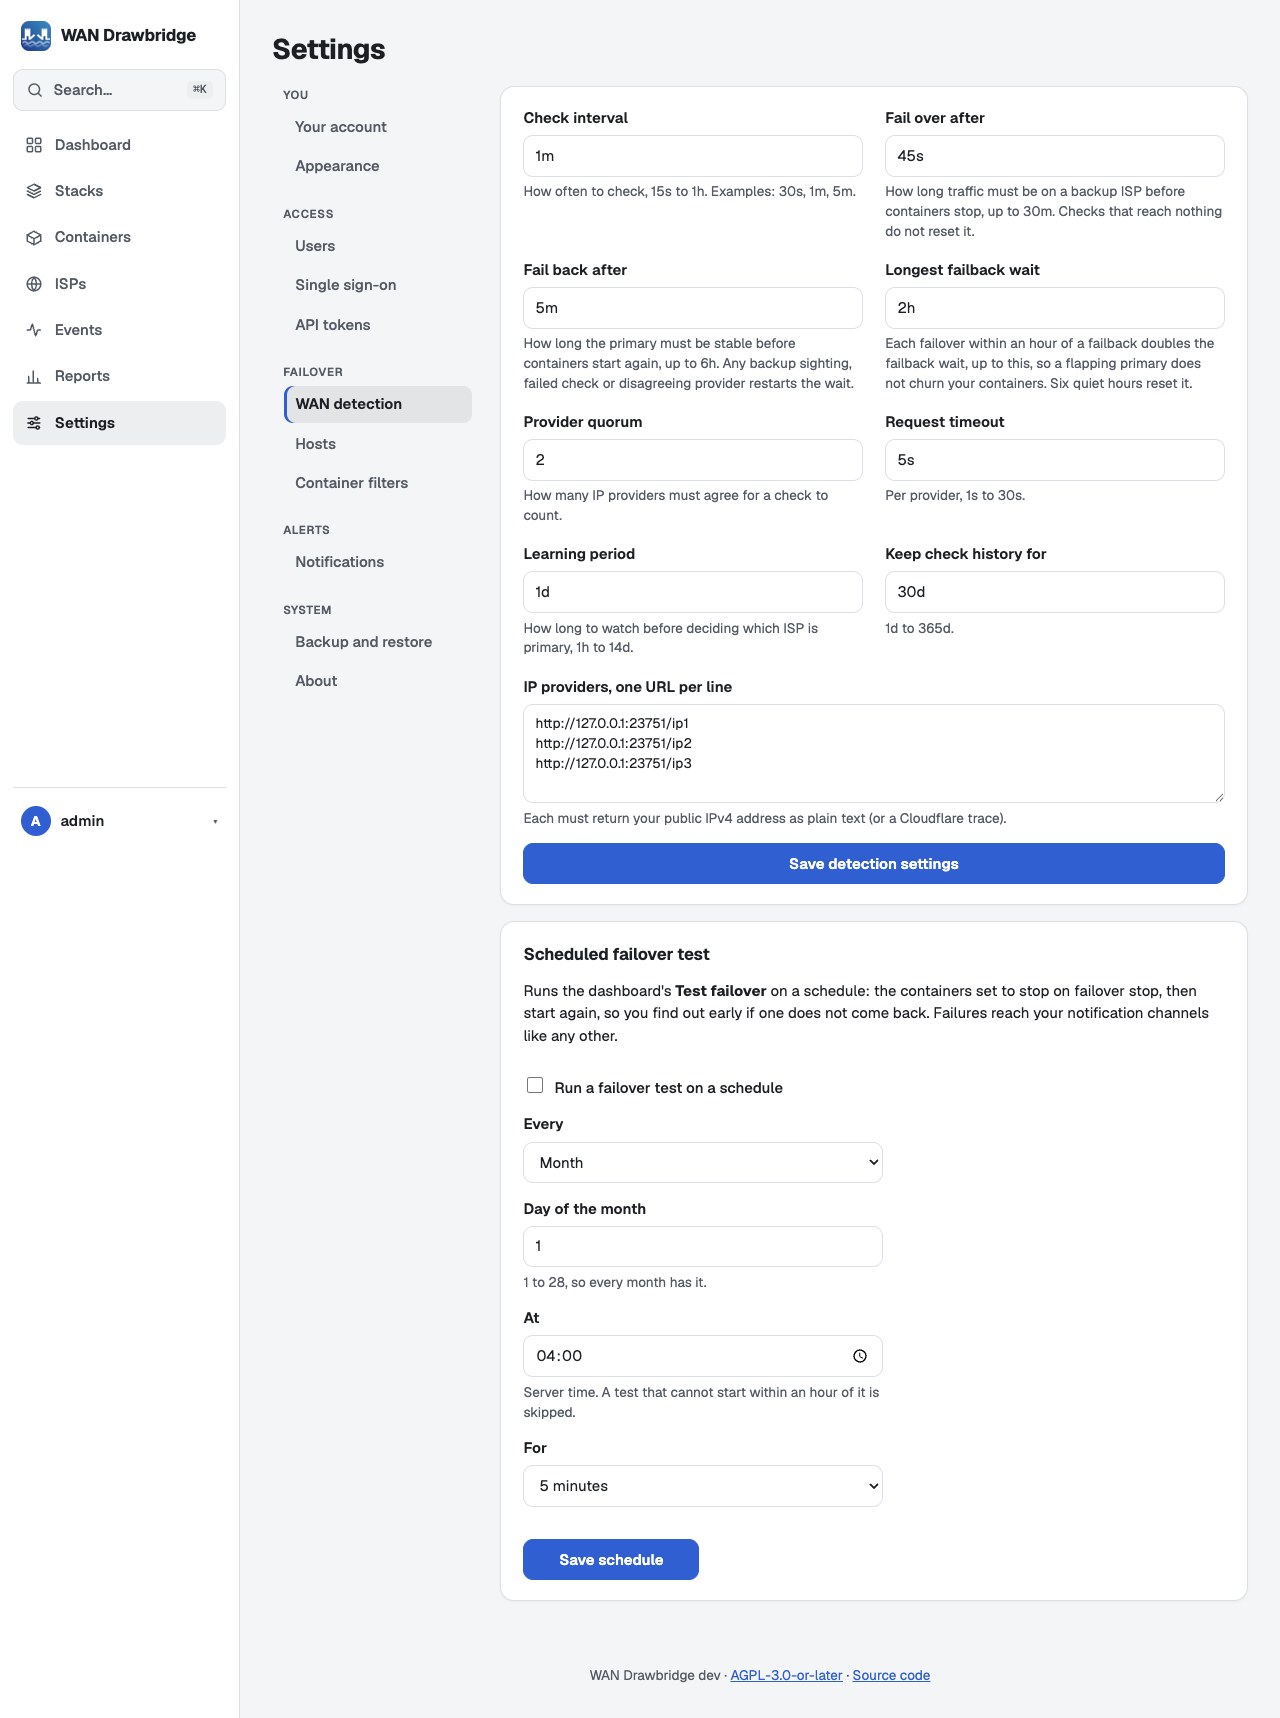 WAN Drawbridge
Search...
⌘K
Dashboard
Stacks
Containers
ISPs
Events
Reports
Settings
A
admin
Settings
YOU
Your account
Appearance
ACCESS
Users
Single sign-on
API tokens
FAILOVER
WAN detection
Hosts
Container filters
ALERTS
Notifications
SYSTEM
Backup and restore
About
Check interval
1m
How often to check, 15s to 1h. Examples: 30s, 1m, 5m.
Fail over after
45s
How long traffic must be on a backup ISP before
containers stop, up to 30m. Checks that reach nothing
do not reset it.
Fail back after
5m
How long the primary must be stable before
containers start again, up to 6h. Any backup sighting,
failed check or disagreeing provider restarts the wait.
Longest failback wait
2h
Each failover within an hour of a failback doubles the
failback wait, up to this, so a flapping primary does
not churn your containers. Six quiet hours reset it.
Provider quorum
2
How many IP providers must agree for a check to
count.
Request timeout
5s
Per provider, 1s to 30s.
Learning period
1d
How long to watch before deciding which ISP is
primary, 1h to 14d.
Keep check history for
30d
1d to 365d.
IP providers, one URL per line
http://127.0.0.1:23751/ip1
http://127.0.0.1:23751/ip2
http://127.0.0.1:23751/ip3
Each must return your public IPv4 address as plain text (or a Cloudflare trace).
Save detection settings
Scheduled failover test
Runs the dashboard's Test failover on a schedule: the containers set to stop on failover stop, then
start again, so you find out early if one does not come back. Failures reach your notification channels
like any other.
Run a failover test on a schedule
Every
Month
Day of the month
1
1 to 28, so every month has it.
At
04:00
Server time. A test that cannot start within an hour of it is
skipped.
For
5 minutes
Save schedule
WAN Drawbridge dev · AGPL-3.0-or-later · Source code